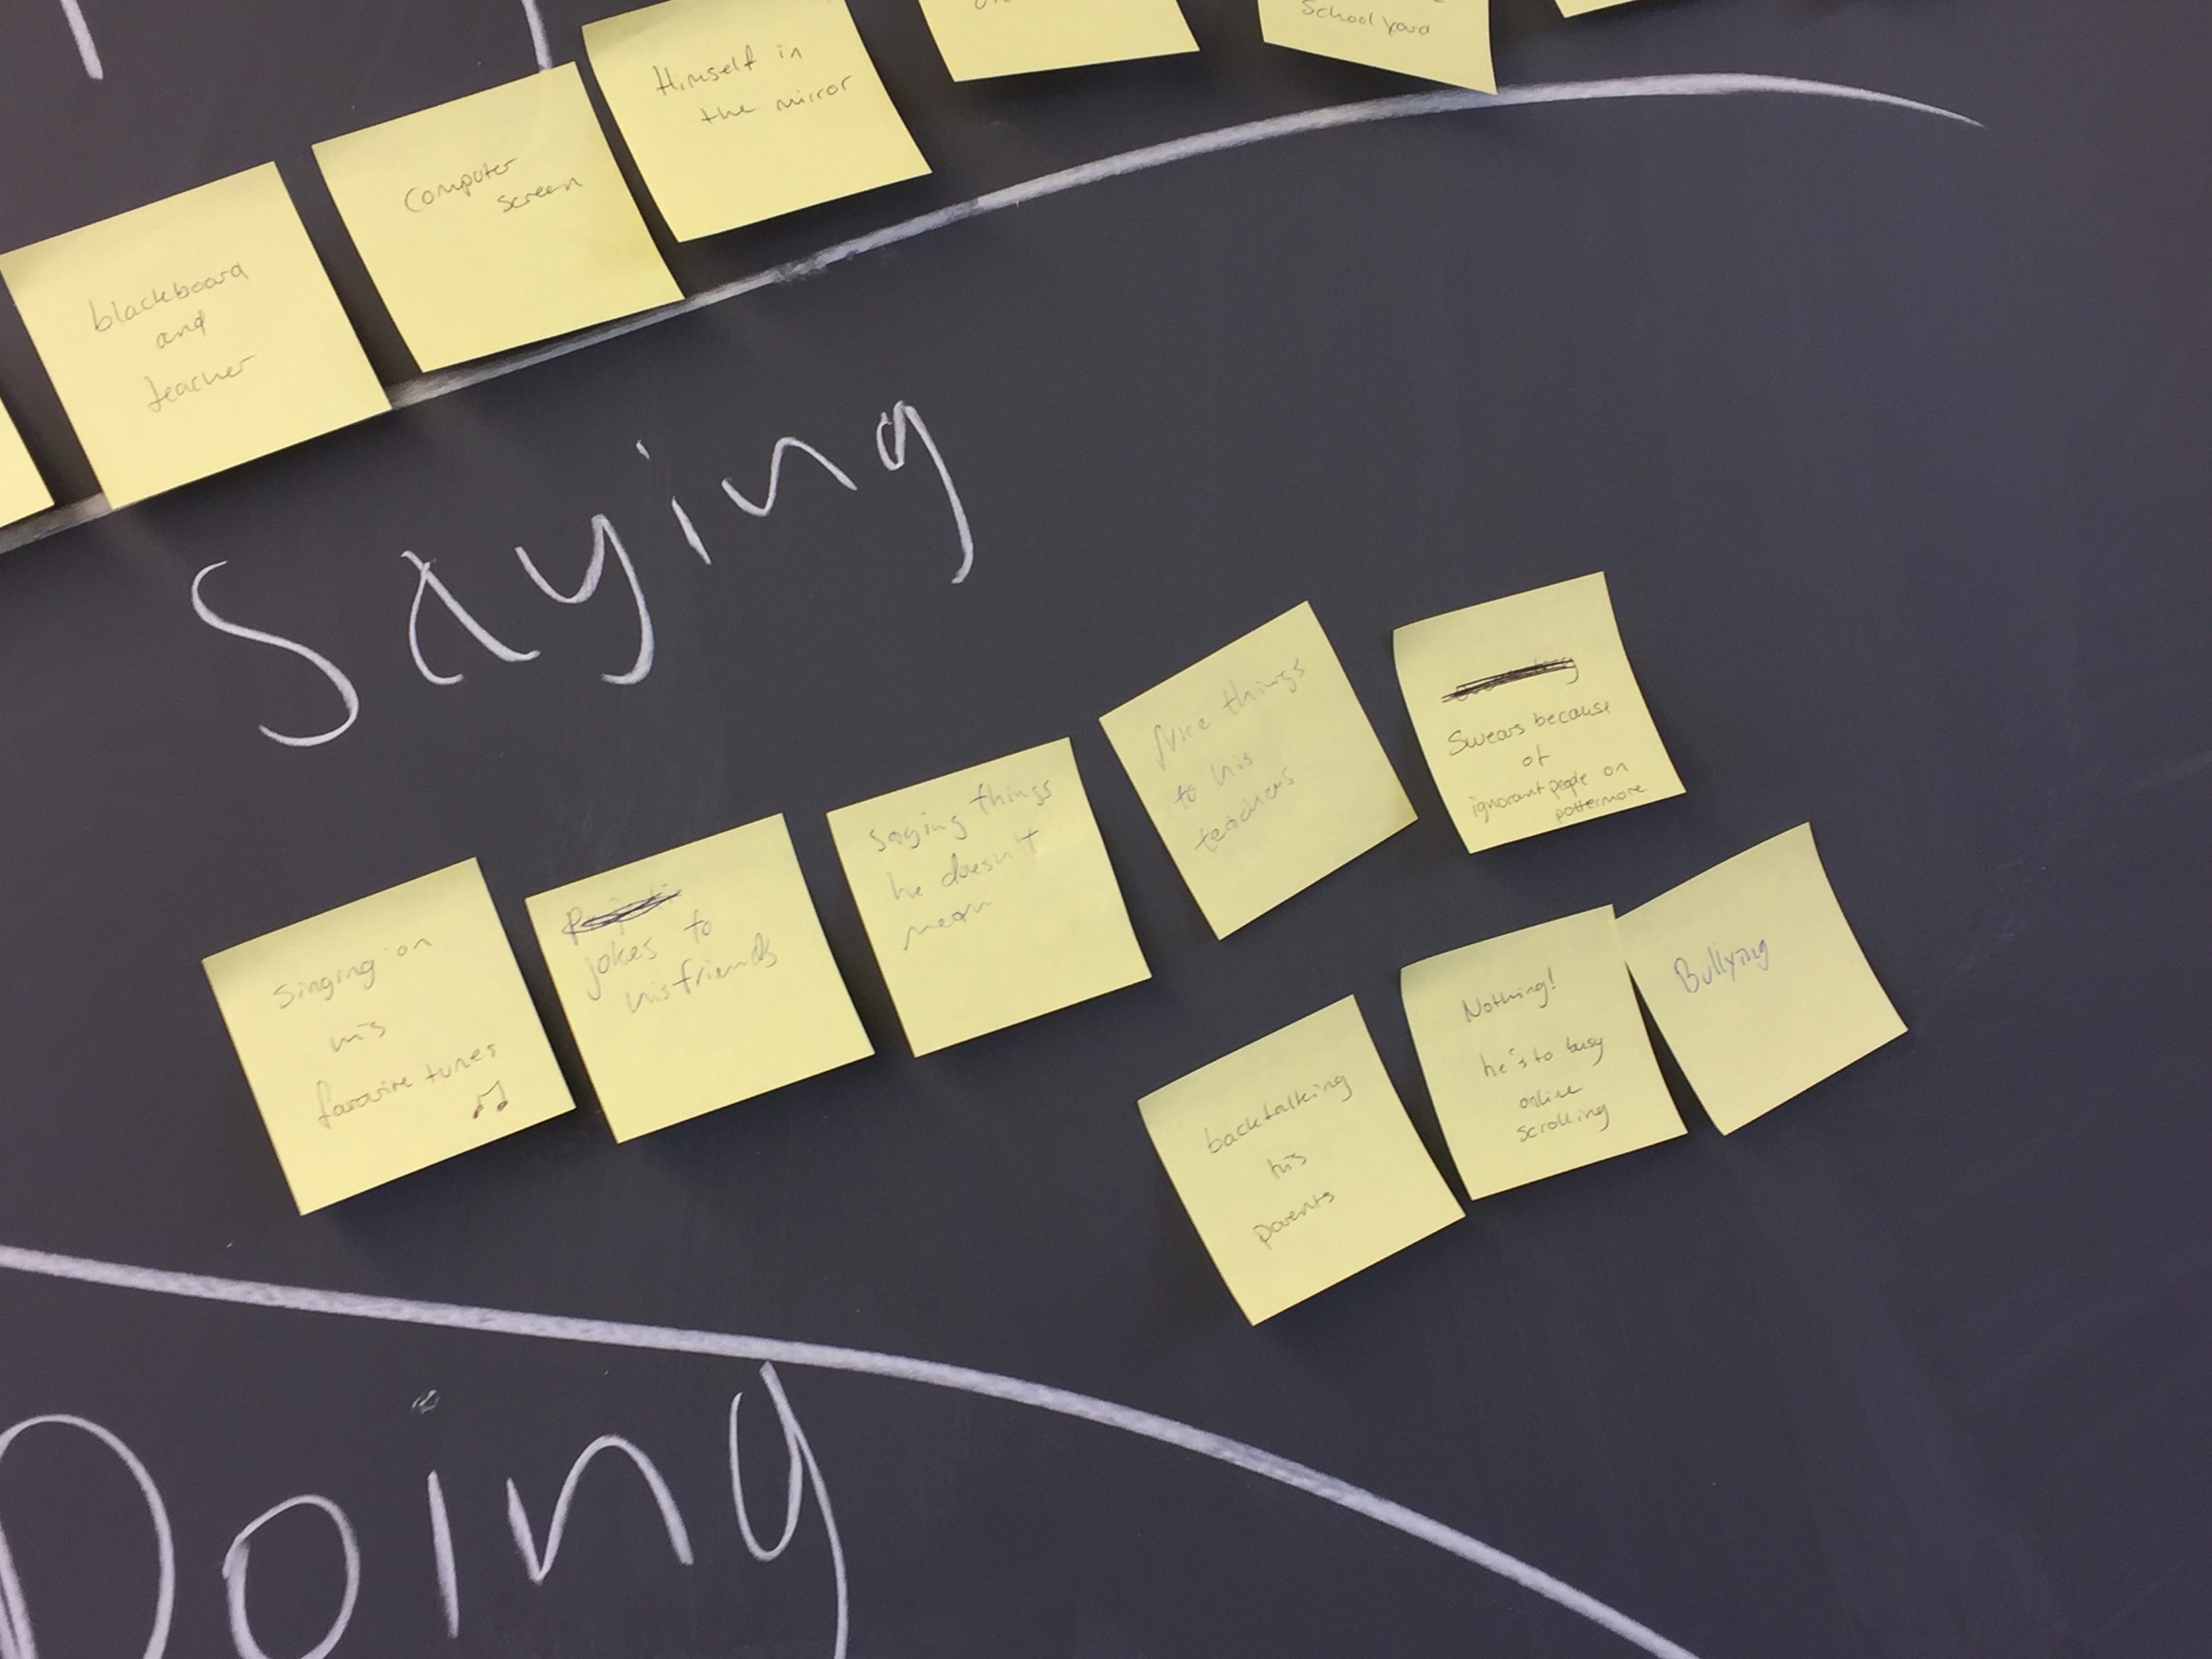 School yard
Himself in
the mirror
computer
screen
blackboard
and
teacher
Saying
Swears because
of
ignorant people on
pottermore
Nice things
to his
teachers
saying things
he doesn't
mean
jokes to
his friends
Singing on
his
favorite tunes
Bullying
Nothing!
he's to busy
online
scrolling
backtalking
his
parents
Doing